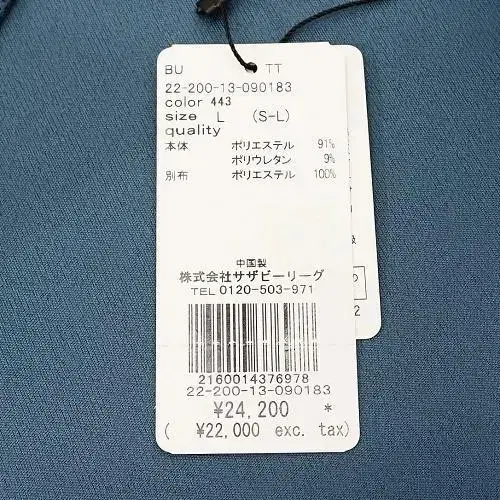 BU TT
22-200-13-090183
color 443
size L (S-L)
quality
本体 ポリエステル 91%
ポリウレタン 9%
別布 ポリエステル 100%
中国製
株式会社サザビーリーグ
TEL 0120-503-971
2160014376978
22-200-13-090183
¥24,200 *
( ¥22,000 exc. tax)
の
2